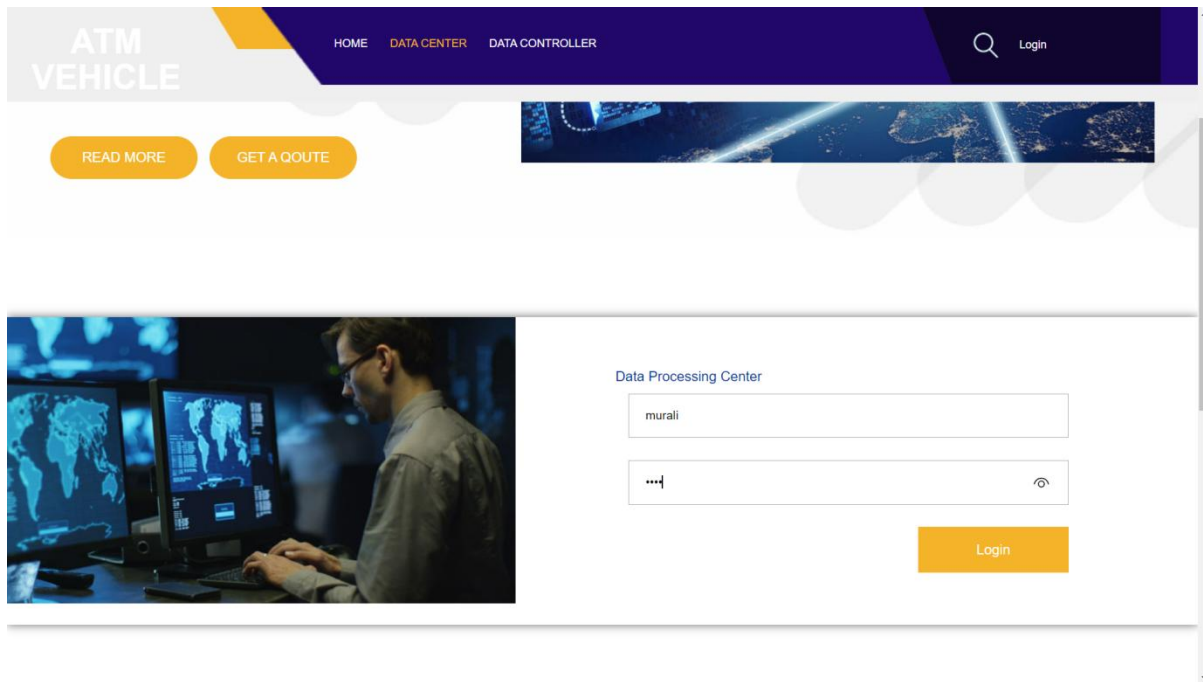 ATM
VEHICLE
HOME DATA CENTER DATA CONTROLLER
Login
READ MORE GET A QOUTE
Data Processing Center
murali
••••
Login